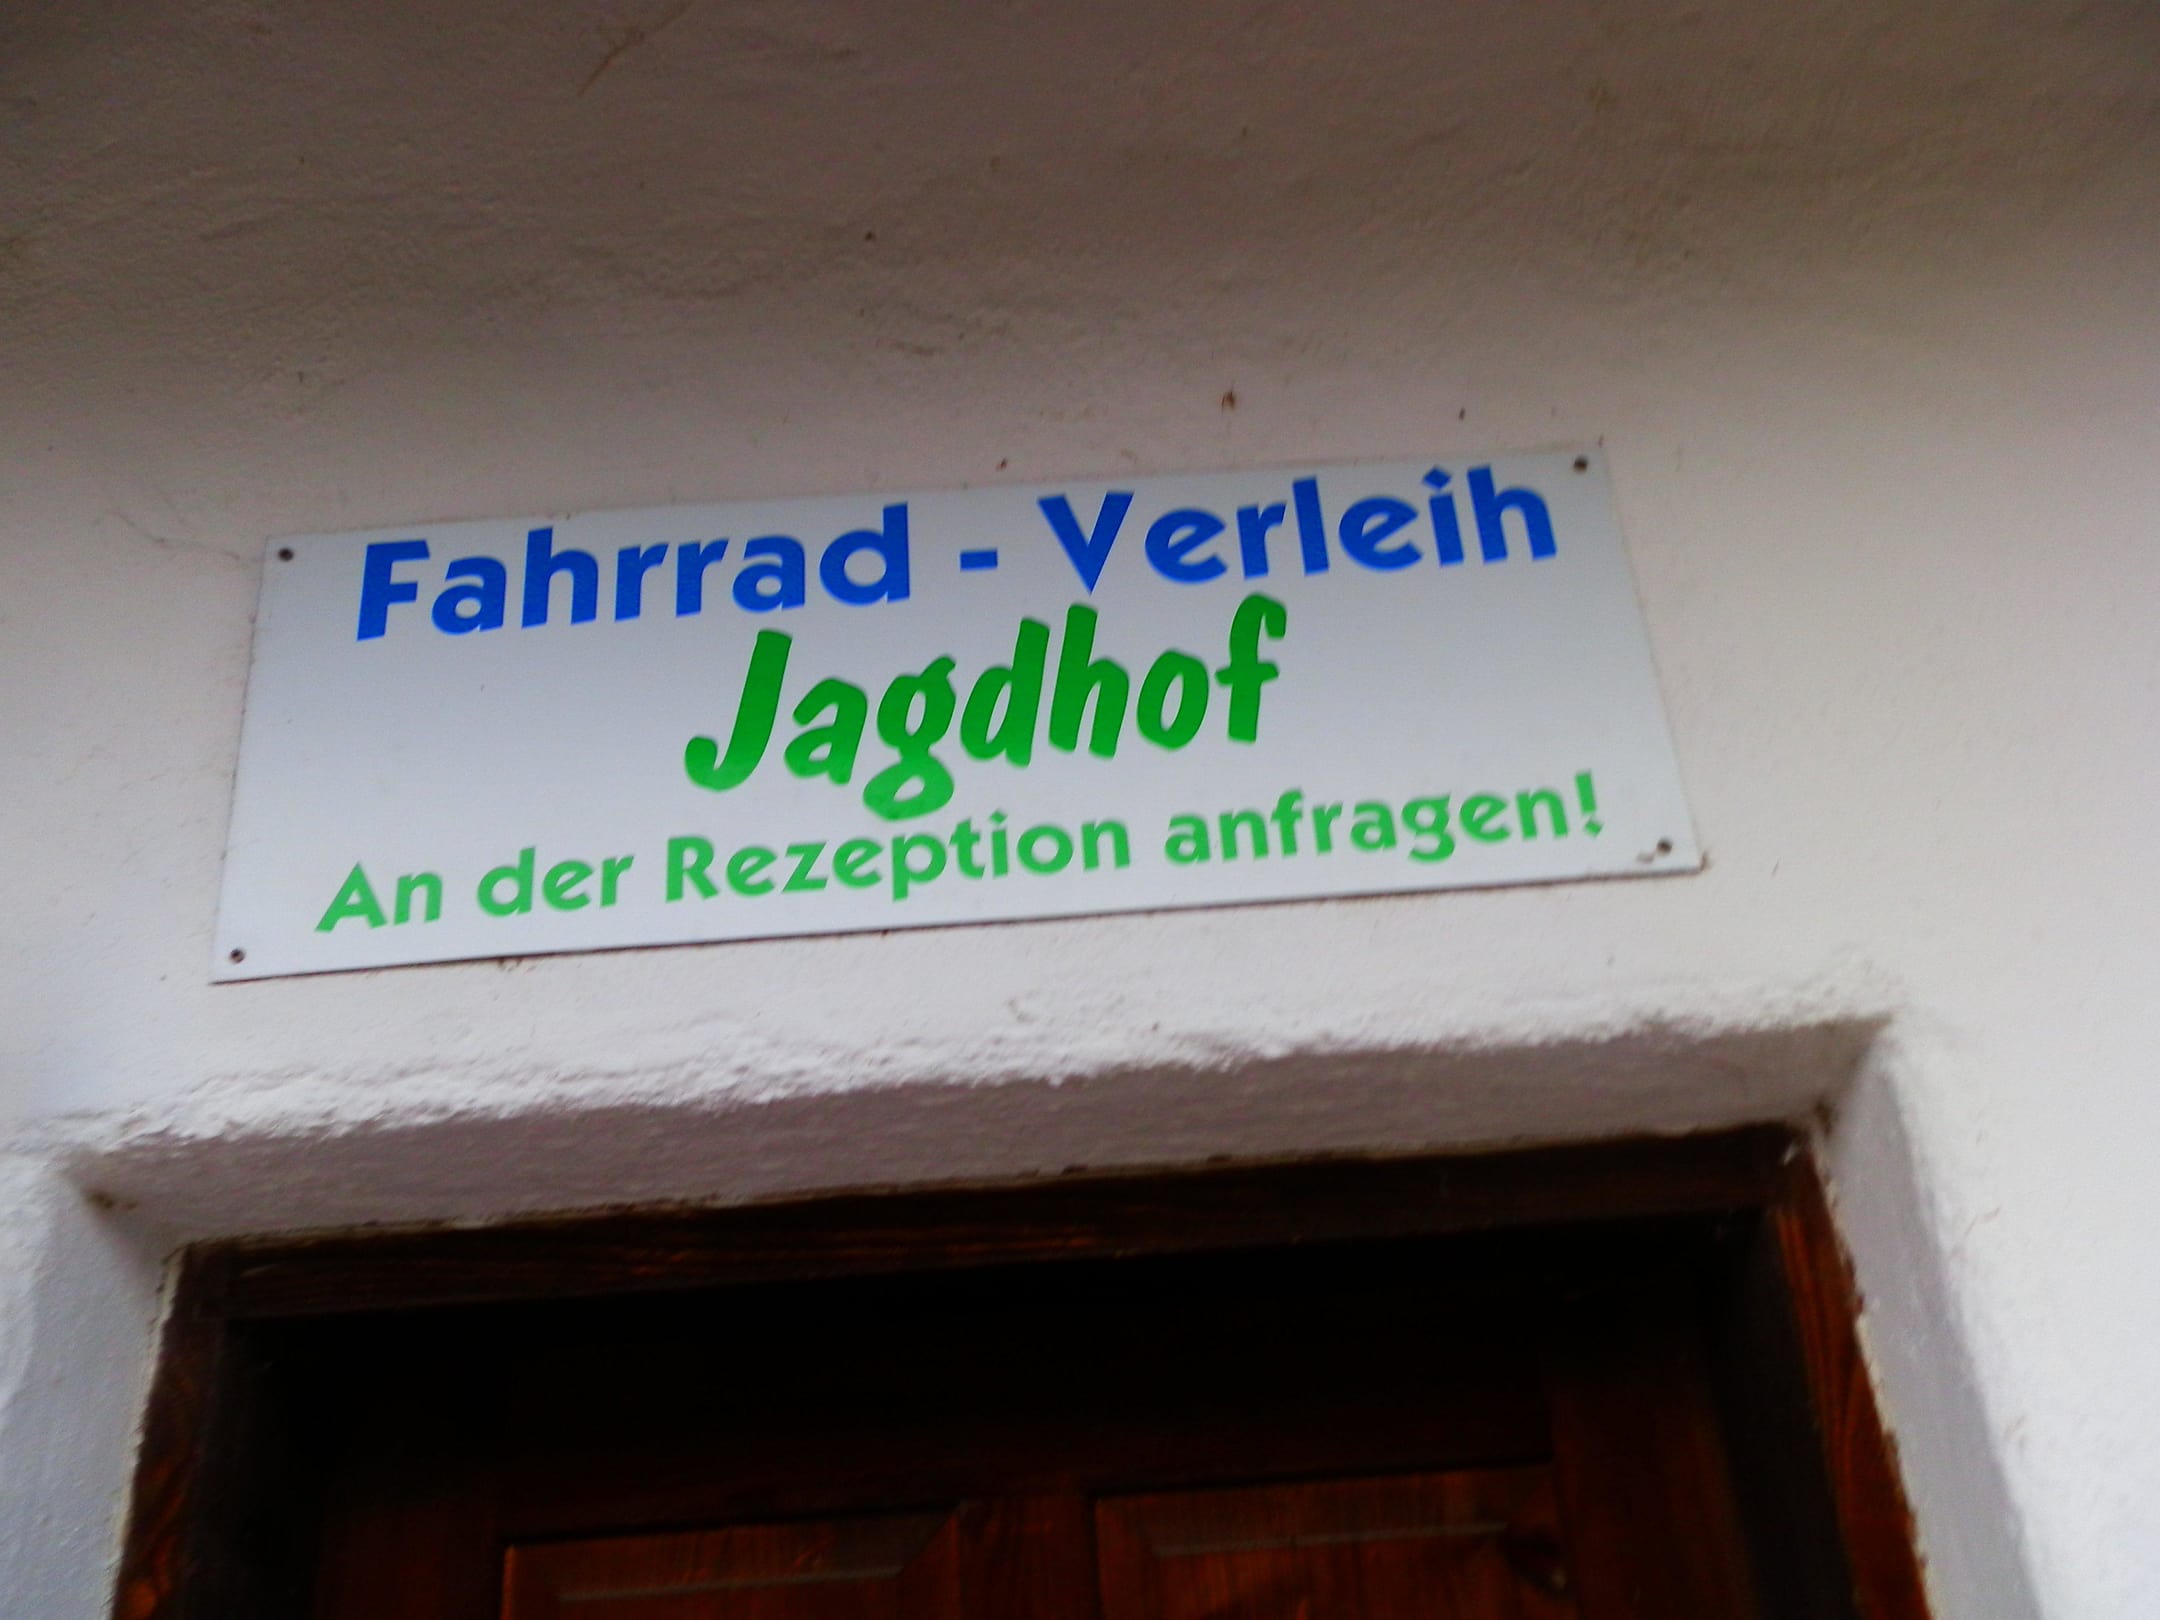 Fahrrad - Verleih
Jagdhof
An der Rezeption anfragen!